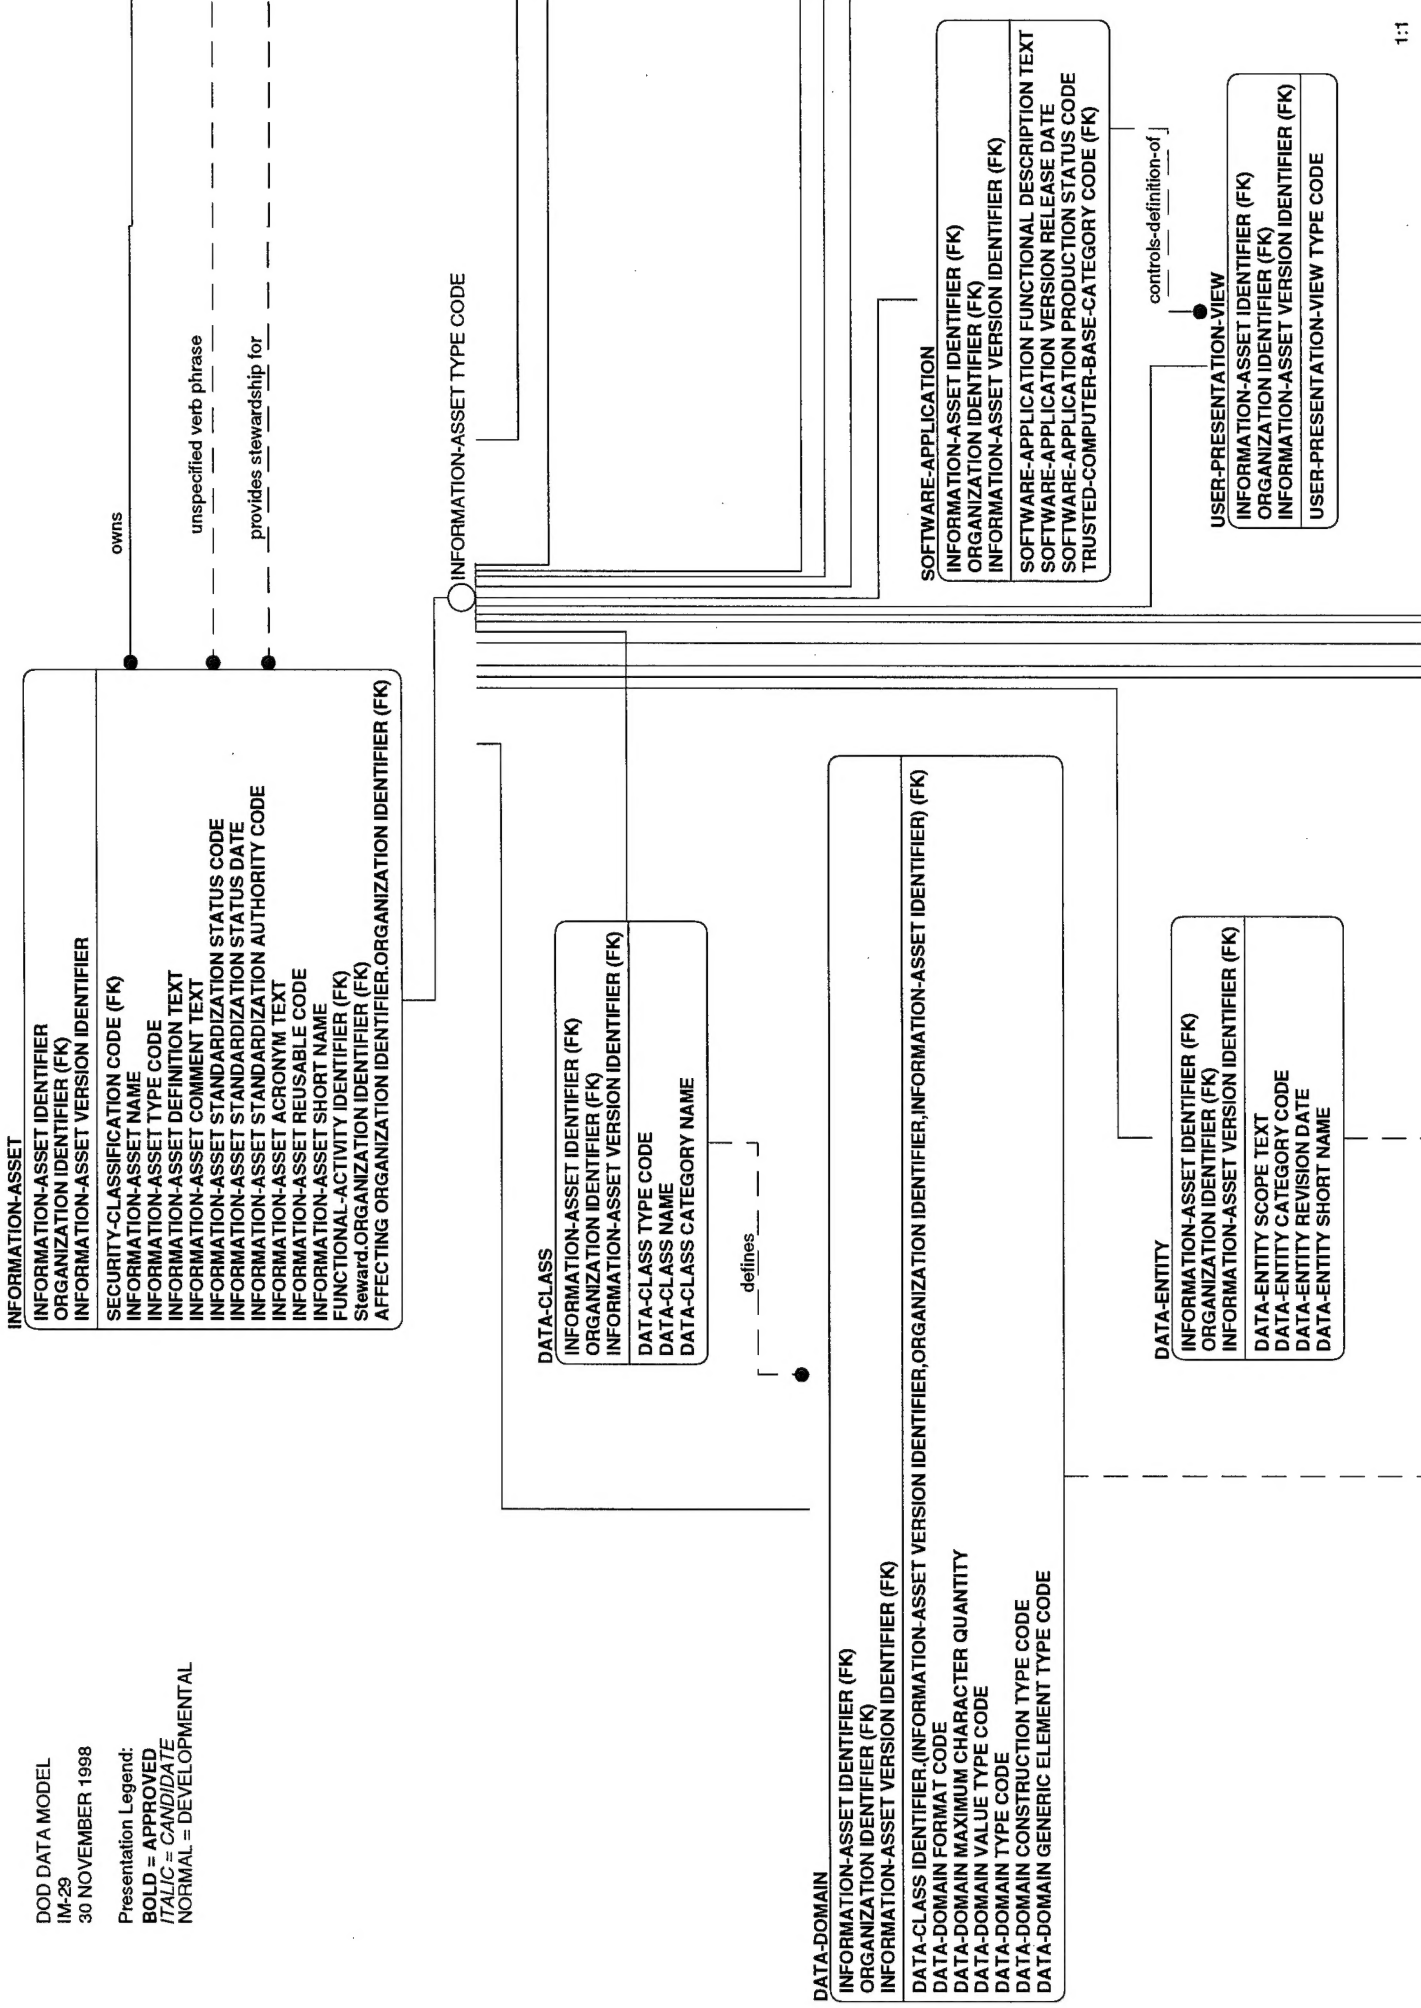 DOD DATA MODEL
IM-29
30 NOVEMBER 1998
Presentation Legend:
BOLD = APPROVED
ITALIC = CANDIDATE
NORMAL = DEVELOPMENTAL
INFORMATION-ASSET
INFORMATION-ASSET IDENTIFIER
ORGANIZATION IDENTIFIER (FK)
INFORMATION-ASSET VERSION IDENTIFIER
SECURITY-CLASSIFICATION CODE (FK)
INFORMATION-ASSET NAME
INFORMATION-ASSET TYPE CODE
INFORMATION-ASSET DEFINITION TEXT
INFORMATION-ASSET COMMENT TEXT
INFORMATION-ASSET STANDARDIZATION STATUS CODE
INFORMATION-ASSET STANDARDIZATION STATUS DATE
INFORMATION-ASSET STANDARDIZATION AUTHORITY CODE
INFORMATION-ASSET ACRONYM TEXT
INFORMATION-ASSET REUSABLE CODE
INFORMATION-ASSET SHORT NAME
FUNCTIONAL-ACTIVITY IDENTIFIER (FK)
Steward.ORGANIZATION IDENTIFIER (FK)
AFFECTING ORGANIZATION IDENTIFIER.ORGANIZATION IDENTIFIER (FK)
owns
unspecified verb phrase
provides stewardship for
INFORMATION-ASSET TYPE CODE
DATA-CLASS
INFORMATION-ASSET IDENTIFIER (FK)
ORGANIZATION IDENTIFIER (FK)
INFORMATION-ASSET VERSION IDENTIFIER (FK)
DATA-CLASS TYPE CODE
DATA-CLASS NAME
DATA-CLASS CATEGORY NAME
defines
DATA-DOMAIN
INFORMATION-ASSET IDENTIFIER (FK)
ORGANIZATION IDENTIFIER (FK)
INFORMATION-ASSET VERSION IDENTIFIER (FK)
DATA-CLASS IDENTIFIER.(INFORMATION-ASSET VERSION IDENTIFIER,ORGANIZATION IDENTIFIER,INFORMATION-ASSET IDENTIFIER) (FK)
DATA-DOMAIN FORMAT CODE
DATA-DOMAIN MAXIMUM CHARACTER QUANTITY
DATA-DOMAIN VALUE TYPE CODE
DATA-DOMAIN TYPE CODE
DATA-DOMAIN CONSTRUCTION TYPE CODE
DATA-DOMAIN GENERIC ELEMENT TYPE CODE
SOFTWARE-APPLICATION
INFORMATION-ASSET IDENTIFIER (FK)
ORGANIZATION IDENTIFIER (FK)
INFORMATION-ASSET VERSION IDENTIFIER (FK)
SOFTWARE-APPLICATION FUNCTIONAL DESCRIPTION TEXT
SOFTWARE-APPLICATION VERSION RELEASE DATE
SOFTWARE-APPLICATION PRODUCTION STATUS CODE
TRUSTED-COMPUTER-BASE-CATEGORY CODE (FK)
controls-definition-of
DATA-ENTITY
INFORMATION-ASSET IDENTIFIER (FK)
ORGANIZATION IDENTIFIER (FK)
INFORMATION-ASSET VERSION IDENTIFIER (FK)
DATA-ENTITY SCOPE TEXT
DATA-ENTITY CATEGORY CODE
DATA-ENTITY REVISION DATE
DATA-ENTITY SHORT NAME
USER-PRESENTATION-VIEW
INFORMATION-ASSET IDENTIFIER (FK)
ORGANIZATION IDENTIFIER (FK)
INFORMATION-ASSET VERSION IDENTIFIER (FK)
USER-PRESENTATION-VIEW TYPE CODE
1:1